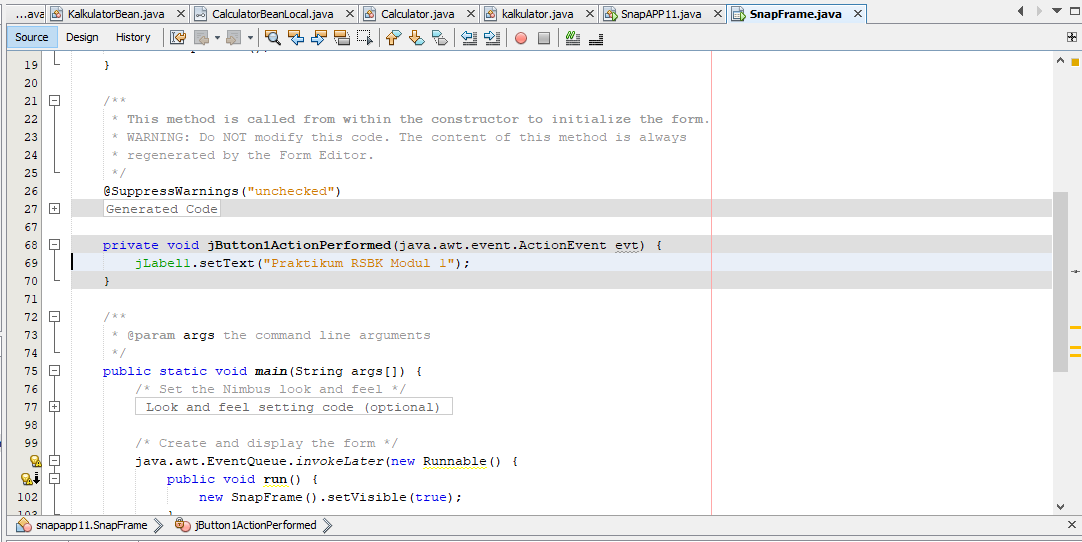 ...ava KalkulatorBean.java CalculatorBeanLocal.java Calculator.java kalkulator.java SnapAPP11.java SnapFrame.java
Source Design History
19 }
20
21 /**
22 * This method is called from within the constructor to initialize the form.
23 * WARNING: Do NOT modify this code. The content of this method is always
24 * regenerated by the Form Editor.
25 */
26 @SuppressWarnings("unchecked")
27 Generated Code
67
68 private void jButton1ActionPerformed(java.awt.event.ActionEvent evt) {
69 jLabel1.setText("Praktikum RSBK Modul 1");
70 }
71
72 /**
73 * @param args the command line arguments
74 */
75 public static void main(String args[]) {
76 /* Set the Nimbus look and feel */
77 Look and feel setting code (optional)
98
99 /* Create and display the form */
java.awt.EventQueue.invokeLater(new Runnable() {
public void run() {
102 new SnapFrame().setVisible(true);
snapapp11.SnapFrame jButton1ActionPerformed